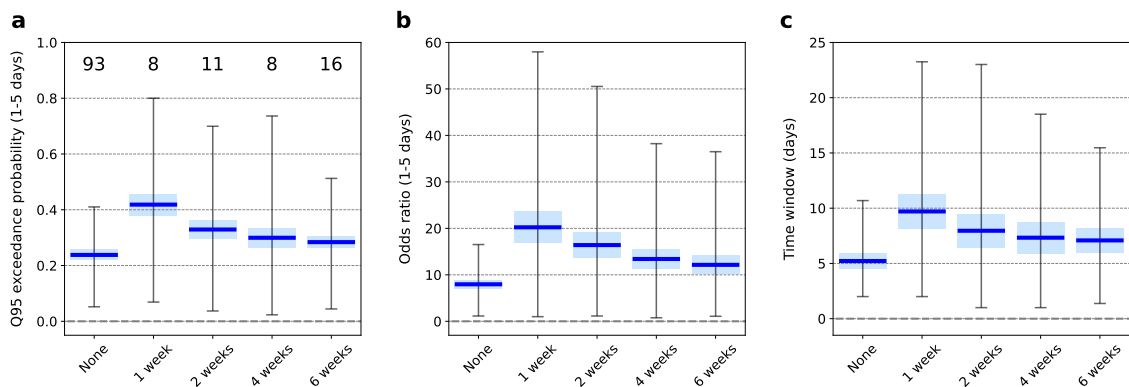 a
Q95 exceedance probability (1-5 days)
1.0
0.8
0.6
0.4
0.2
0.0
93 8 11 8 16
None 1 week 2 weeks 4 weeks 6 weeks
b
Odds ratio (1-5 days)
60
50
40
30
20
10
0
None 1 week 2 weeks 4 weeks 6 weeks
c
Time window (days)
25
20
15
10
5
0
None 1 week 2 weeks 4 weeks 6 weeks